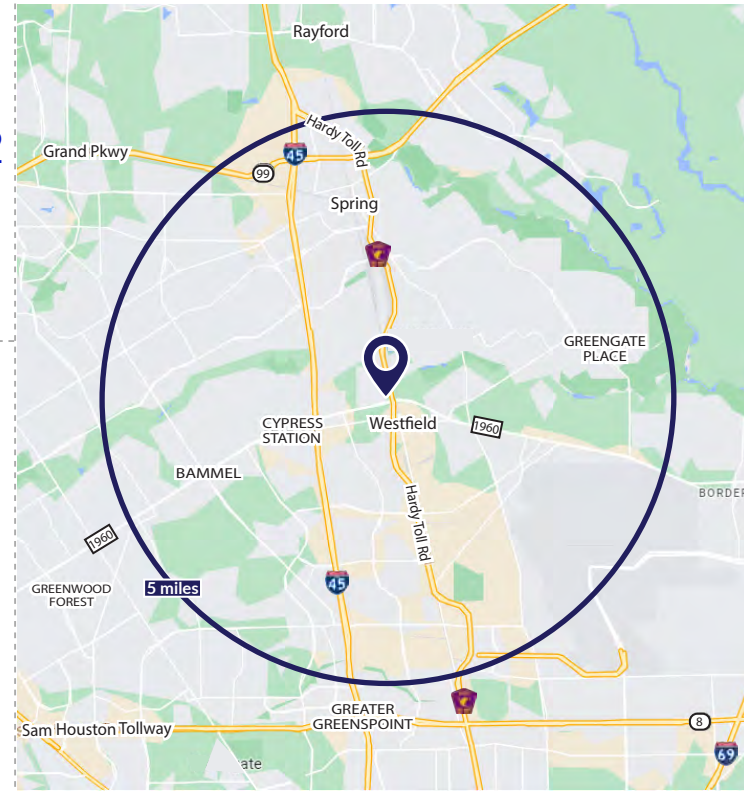 Rayford
Hardy Toll Rd
Grand Pkwy
45
99
Spring
GREENGATE
PLACE
CYPRESS
STATION
Westfield
1960
BAMMEL
Hardy Toll Rd
BORDER
1960
45
GREENWOOD
FOREST
5 miles
GREATER
GREENSPOINT
Sam Houston Tollway
8
69
ate